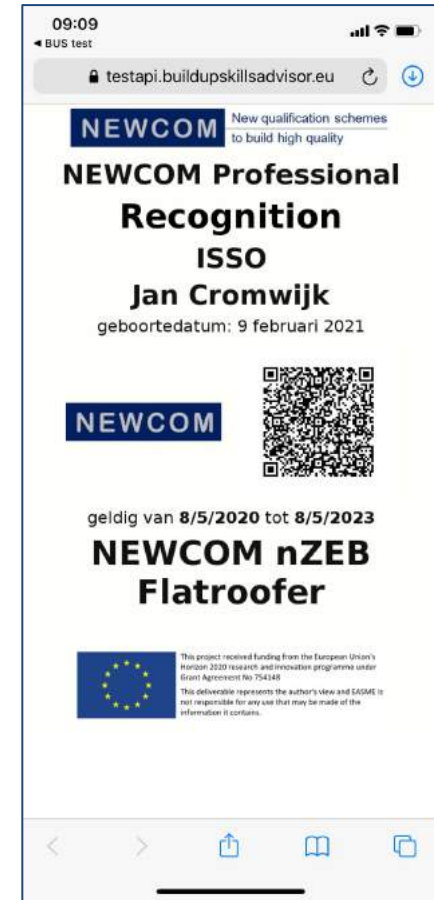 09:09
◀ BUS test
testapi.buildupskillsadvisor.eu
NEWCOM
New qualification schemes
to build high quality
NEWCOM Professional
Recognition
ISSO
Jan Cromwijk
geboortedatum: 9 februari 2021
NEWCOM
geldig van 8/5/2020 tot 8/5/2023
NEWCOM nZEB
Flatroofer
This project received funding from the European Union's
Horizon 2020 research and innovation programme under
Grant Agreement No 754148
This deliverable represents the author's view and EASME is
not responsible for any use that may be made of the
information it contains.